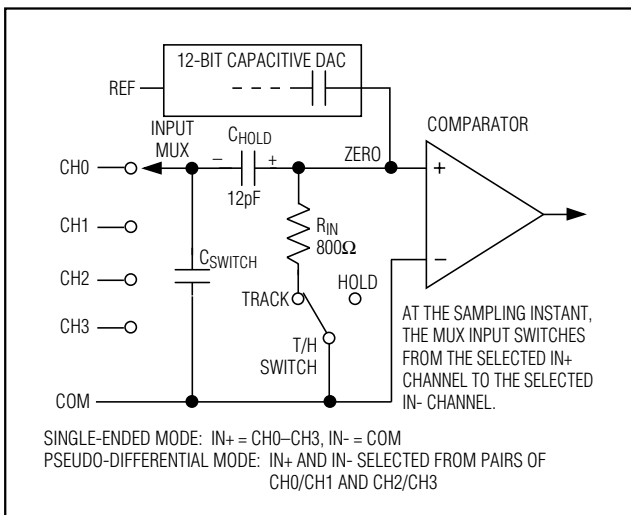 12-BIT CAPACITIVE DAC
REF
INPUT
MUX
CHOLD
COMPARATOR
ZERO
– +
+
CH0
12pF
RIN
800Ω
CH1
CSWITCH
–
HOLD
CH2
TRACK
CH3
T/H
SWITCH
AT THE SAMPLING INSTANT,
THE MUX INPUT SWITCHES
FROM THE SELECTED IN+
CHANNEL TO THE SELECTED
IN- CHANNEL.
COM
SINGLE-ENDED MODE: IN+ = CH0–CH3, IN- = COM
PSEUDO-DIFFERENTIAL MODE: IN+ AND IN- SELECTED FROM PAIRS OF
CH0/CH1 AND CH2/CH3